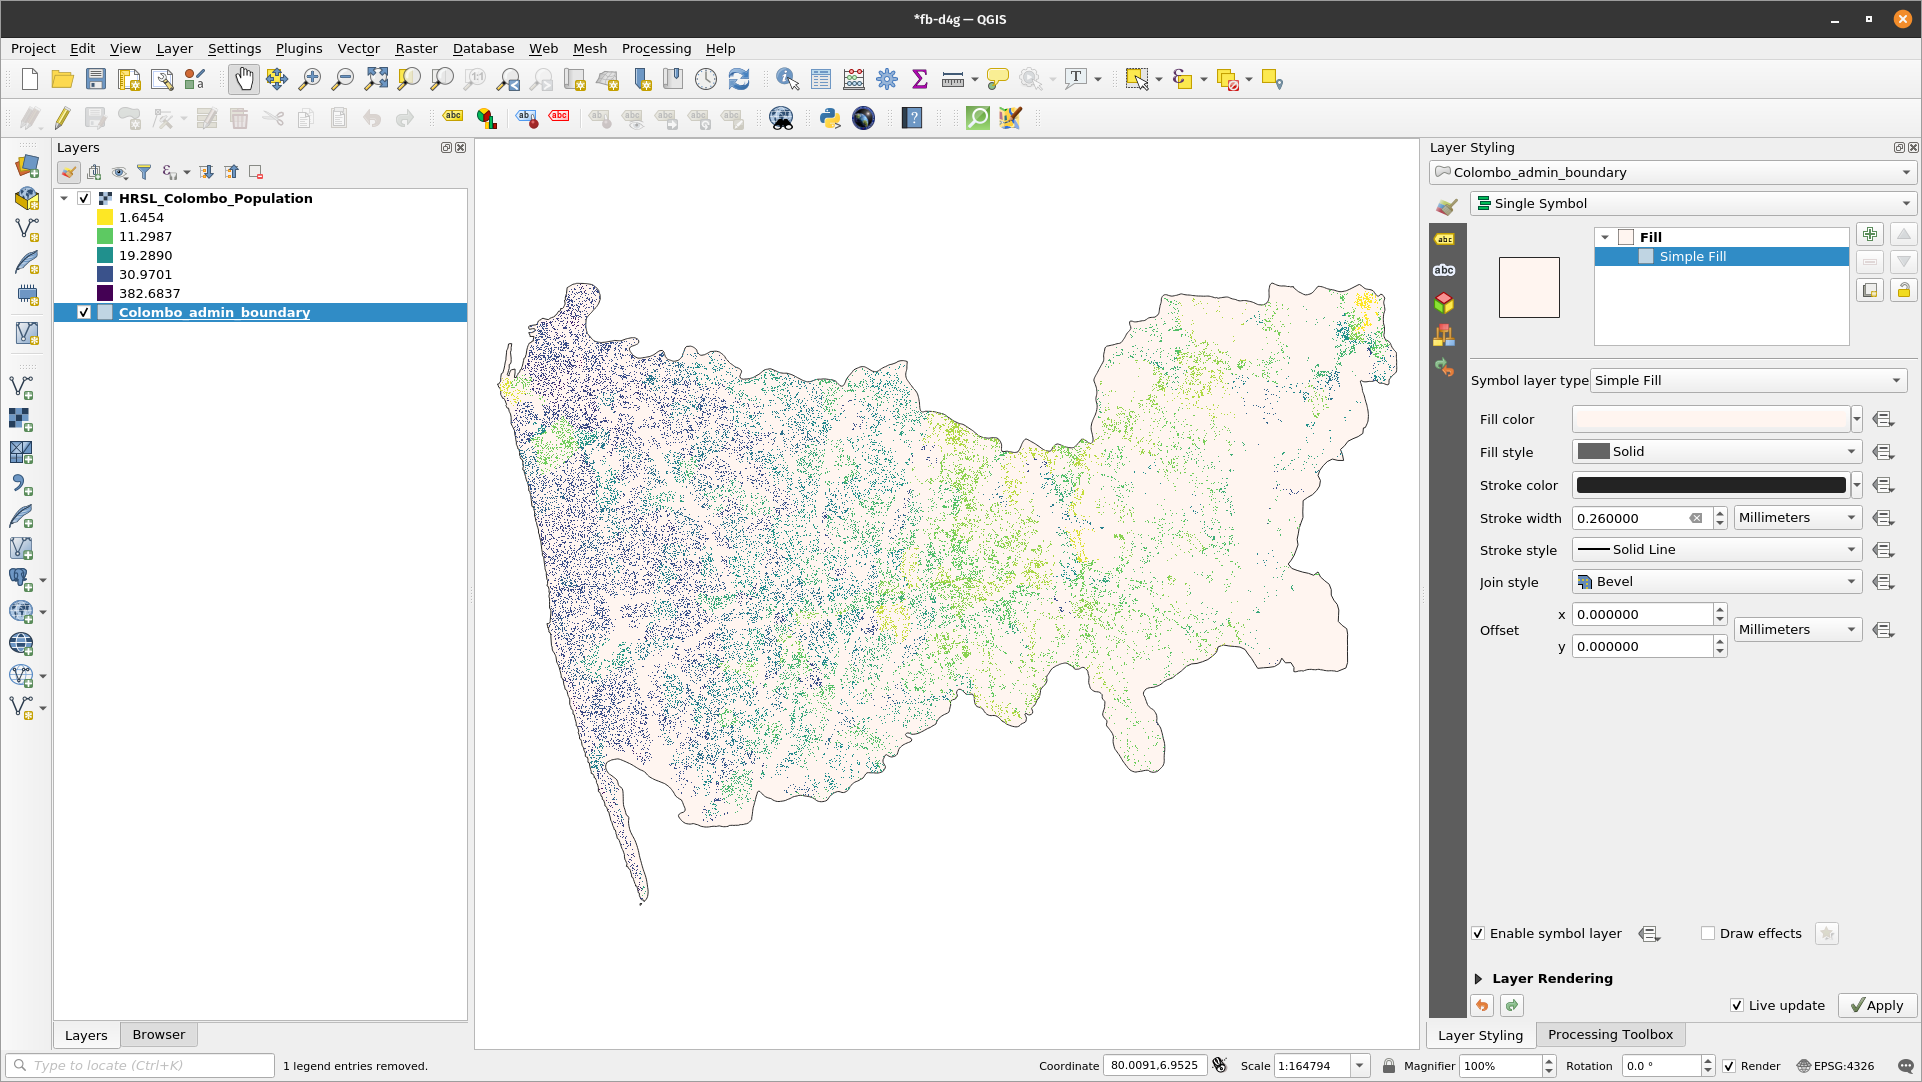 *fb-d4g — QGIS
Project Edit View Layer Settings Plugins Vector Raster Database Web Mesh Processing Help
Layers
HRSL_Colombo_Population
1.6454
11.2987
19.2890
30.9701
382.6837
Colombo_admin_boundary
Layers Browser
Layer Styling
Colombo_admin_boundary
Single Symbol
Fill
Simple Fill
Symbol layer type Simple Fill
Fill color
Fill style Solid
Stroke color
Stroke width 0.260000 Millimeters
Stroke style Solid Line
Join style Bevel
Offset x 0.000000 Millimeters
y 0.000000
Enable symbol layer Draw effects
Layer Rendering
Live update Apply
Layer Styling Processing Toolbox
Type to locate (Ctrl+K) 1 legend entries removed. Coordinate 80.0091,6.9525 Scale 1:164794 Magnifier 100% Rotation 0.0 ° Render EPSG:4326